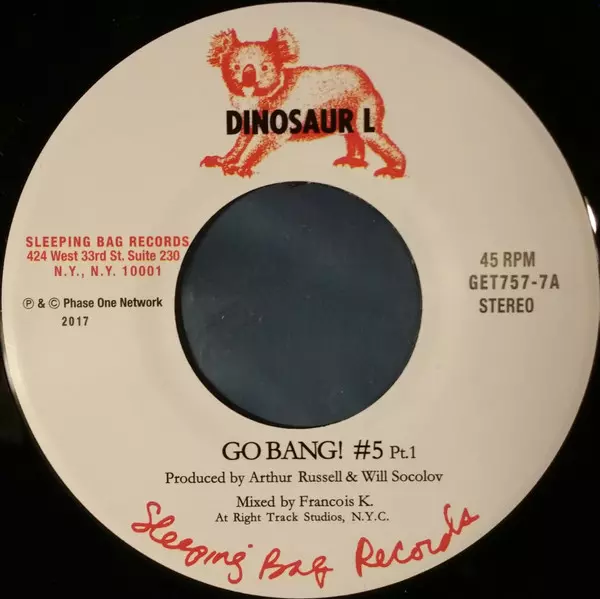 DINOSAUR L
SLEEPING BAG RECORDS
424 West 33rd St. Suite 230
N.Y., N.Y. 10001
℗ & © Phase One Network
2017
45 RPM
GET757-7A
STEREO
GO BANG! #5 Pt.1
Produced by Arthur Russell & Will Socolov
Mixed by Francois K.
At Right Track Studios, N.Y.C.
Sleeping Bag Records